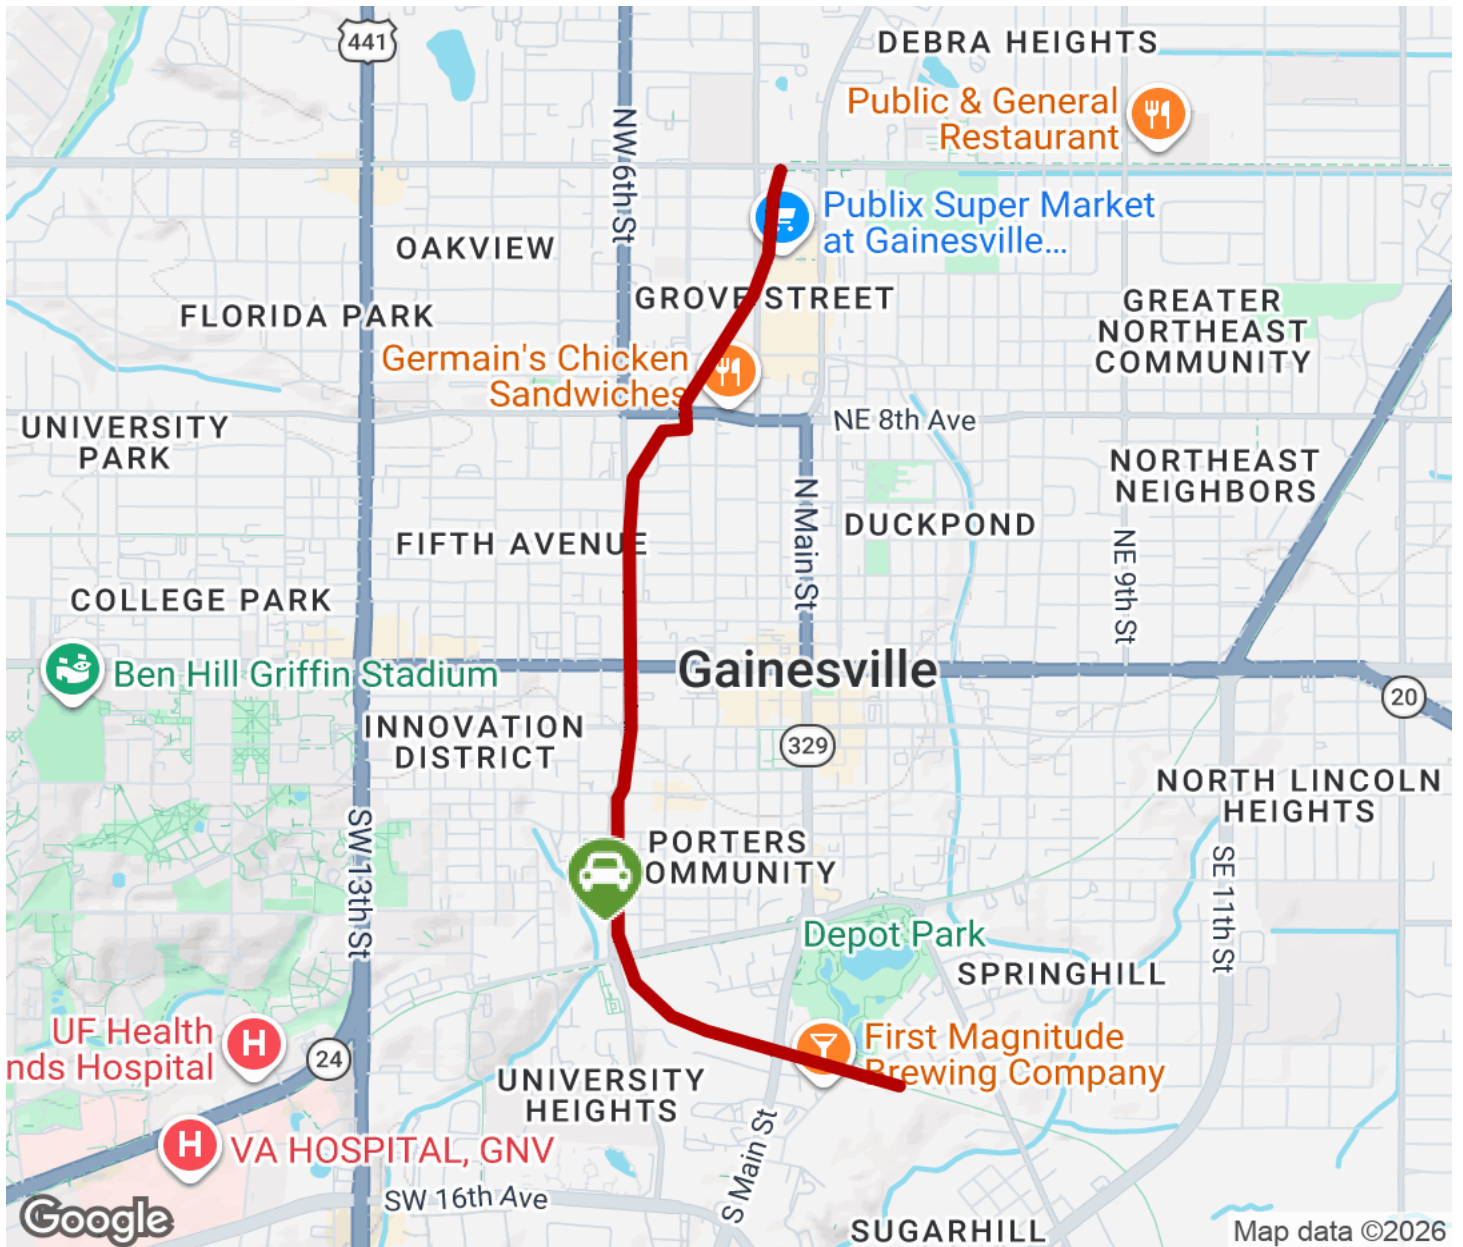 441
DEBRA HEIGHTS
Public & General
Restaurant
NW 6th St
Publix Super Market
at Gainesville...
OAKVIEW
GROVE STREET
FLORIDA PARK
GREATER
NORTHEAST
COMMUNITY
Germain's Chicken
Sandwiches
UNIVERSITY
PARK
NE 8th Ave
NORTHEAST
NEIGHBORS
N Main St
DUCKPOND
FIFTH AVENUE
NE 9th St
COLLEGE PARK
Ben Hill Griffin Stadium
Gainesville
20
INNOVATION
DISTRICT
329
NORTH LINCOLN
HEIGHTS
SW 13th St
PORTERS
OMMUNITY
SE 11th St
Depot Park
SPRINGHILL
UF Health
nds Hospital
H
24
First Magnitude
Brewing Company
UNIVERSITY
HEIGHTS
H
VA HOSPITAL, GNV
S Main St
SW 16th Ave
Google
SUGARHILL
Map data ©2026